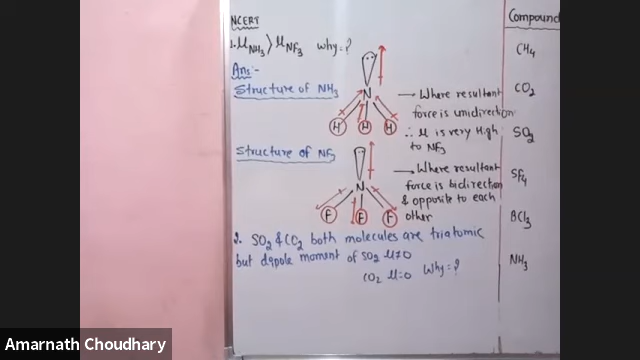 NCERT
1. μNH3 > μNF3 Why=?
Ans:-
Structure of NH3
N
H H H
→ Where resultant
force is unidirection
∴ μ is very High
to NF3
Structure of NF3
N
F F F
→ Where resultant
force is bidirection
& opposite to each
other
2. SO2 & CO2 both molecules are triatomic
but dipole moment of SO2 μ≠0
CO2 μ=0 Why=?
Compound
CH4
CO2
SO2
SF4
BCl3
NH3
Amarnath Choudhary